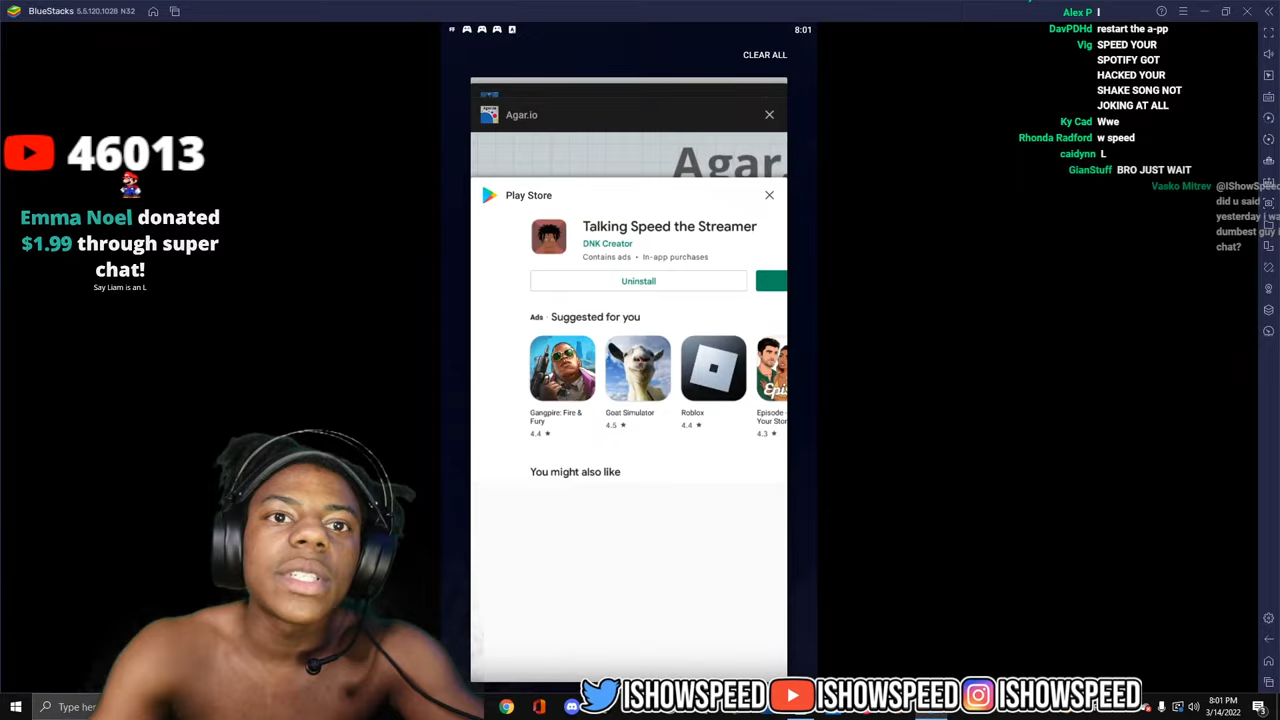 BlueStacks 5.5.120.1028 N32
8:01
CLEAR ALL
Agar.io
Agar.
Play Store
Talking Speed the Streamer
DNK Creator
Contains ads • In-app purchases
Uninstall
Ads · Suggested for you
Gangpire: Fire &
Fury
4.4 ★
Goat Simulator
4.5 ★
Roblox
4.4 ★
Episode -
Your Stor
4.3 ★
You might also like
46013
Emma Noel donated
$1.99 through super
chat!
Say Liam is an L
Alex P I
DavPDHd restart the a-pp
Vig SPEED YOUR
SPOTIFY GOT
HACKED YOUR
SHAKE SONG NOT
JOKING AT ALL
Ky Cad Wwe
Rhonda Radford w speed
caidynn L
GianStuff BRO JUST WAIT
Vasko Mitrev @IShowSpee
did u said
yesterday i wa
dumbest guy i
chat?
ISHOWSPEED ISHOWSPEED ISHOWSPEED
Type her
8:01 PM
3/14/2022